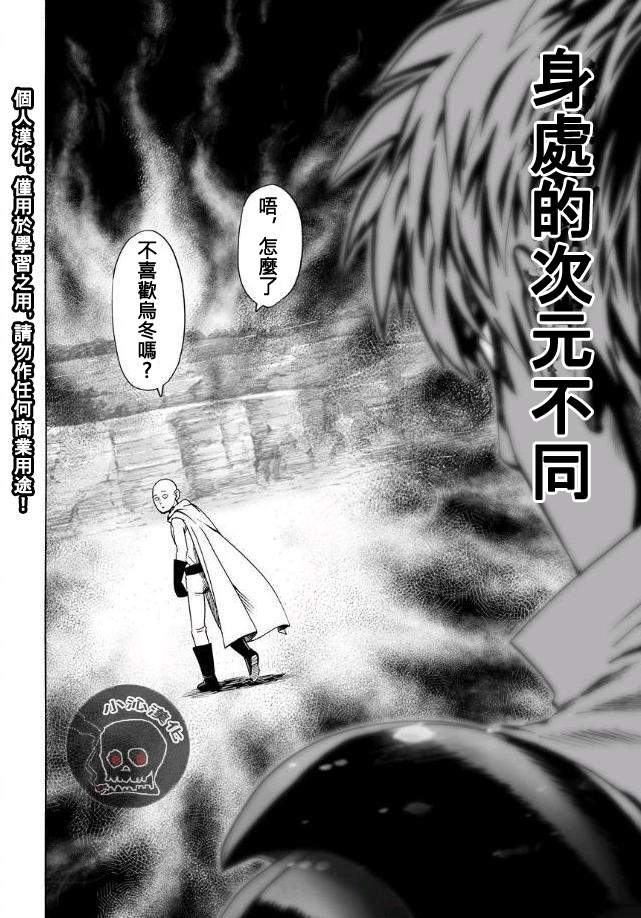 身處的次元不同
唔，怎麼了
不喜歡烏冬嗎？
個人漢化，僅用於學習之用，請勿作任何商業用途！
小沁漢化